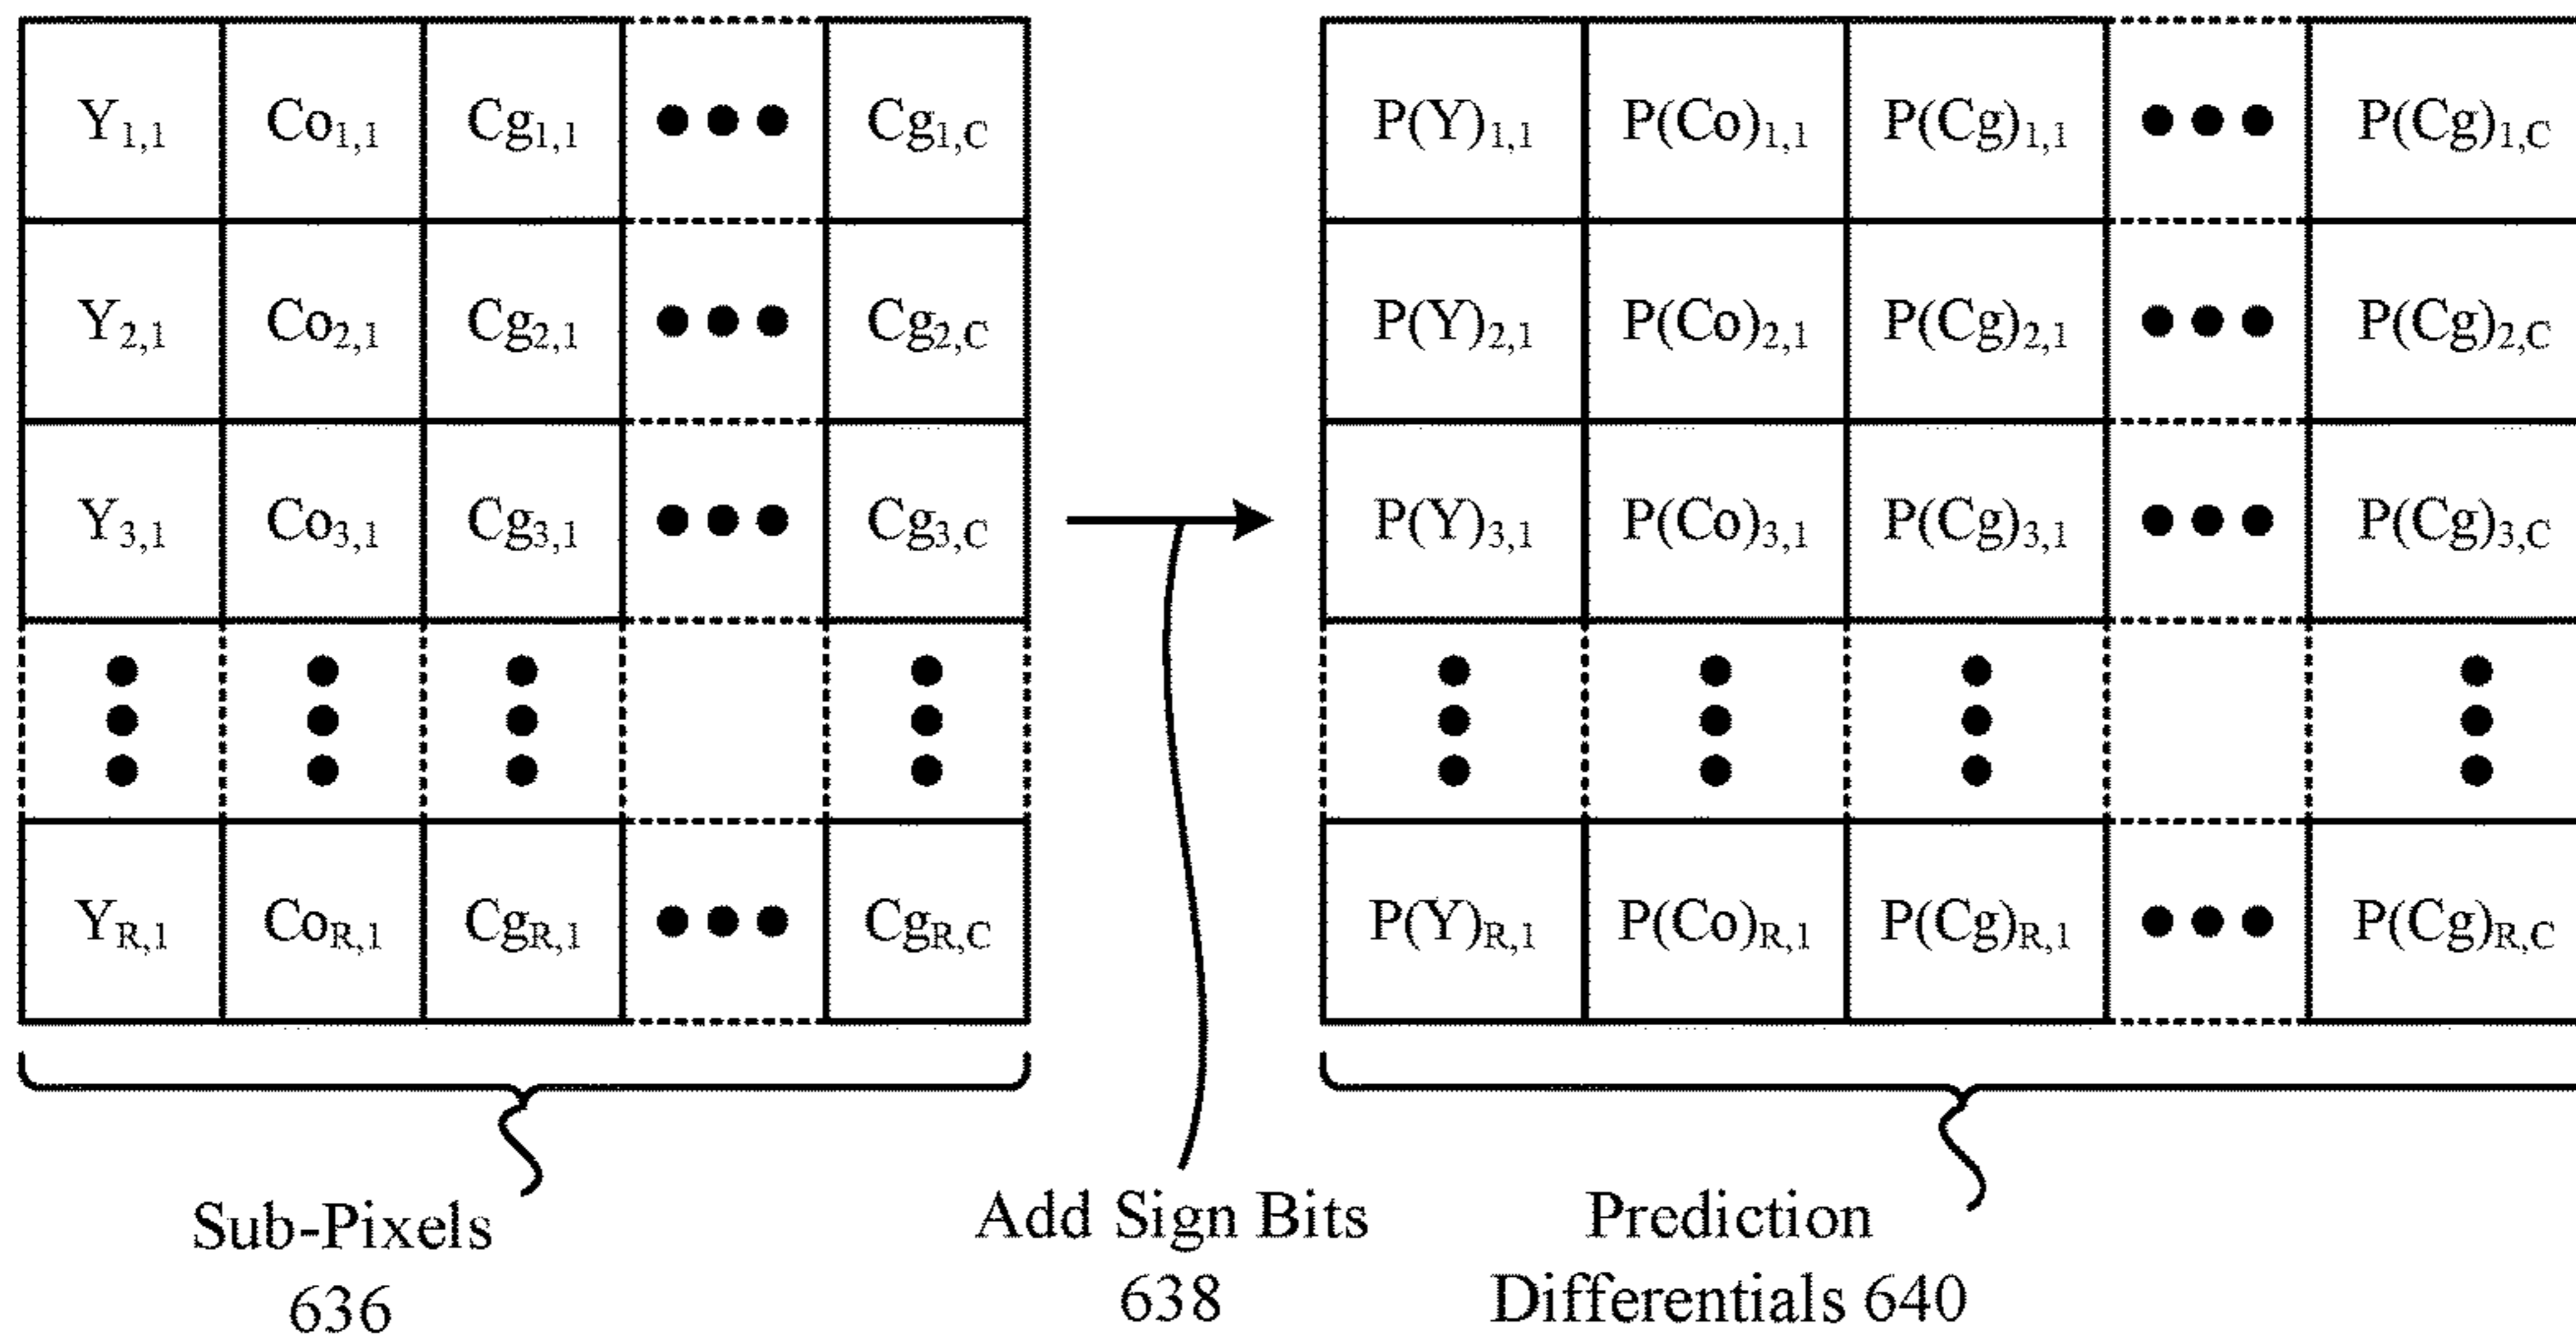 Y1,1 Co1,1 Cg1,1 ●●● Cg1,C P(Y)1,1 P(Co)1,1 P(Cg)1,1 ●●● P(Cg)1,C
Y2,1 Co2,1 Cg2,1 ●●● Cg2,C P(Y)2,1 P(Co)2,1 P(Cg)2,1 ●●● P(Cg)2,C
Y3,1 Co3,1 Cg3,1 ●●● Cg3,C P(Y)3,1 P(Co)3,1 P(Cg)3,1 ●●● P(Cg)3,C
YR,1 CoR,1 CgR,1 ●●● CgR,C P(Y)R,1 P(Co)R,1 P(Cg)R,1 ●●● P(Cg)R,C
Sub-Pixels
636
Add Sign Bits
638
Prediction
Differentials 640